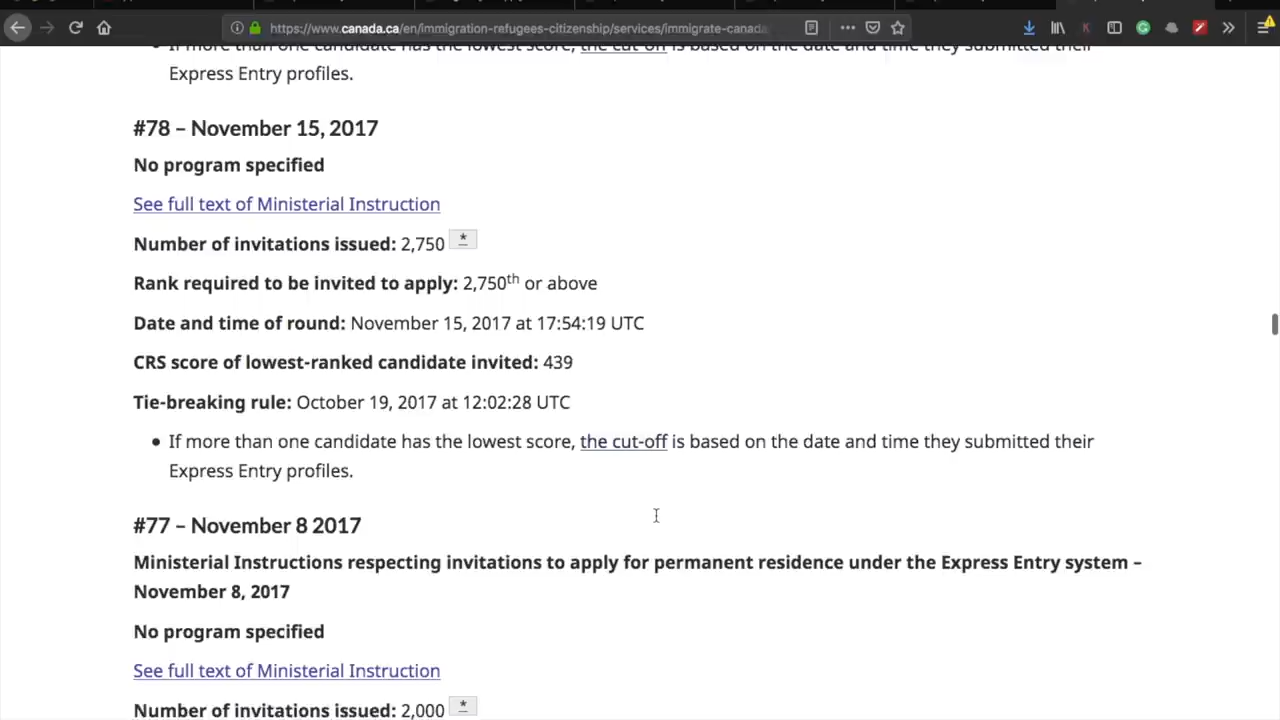 https://www.canada.ca/en/immigration-refugees-citizenship/services/immigrate-canada
If more than one candidate has the lowest score, the cut-off is based on the date and time they submitted their
Express Entry profiles.
#78 – November 15, 2017
No program specified
See full text of Ministerial Instruction
Number of invitations issued: 2,750 *
Rank required to be invited to apply: 2,750th or above
Date and time of round: November 15, 2017 at 17:54:19 UTC
CRS score of lowest-ranked candidate invited: 439
Tie-breaking rule: October 19, 2017 at 12:02:28 UTC
• If more than one candidate has the lowest score, the cut-off is based on the date and time they submitted their
Express Entry profiles.
#77 – November 8 2017
Ministerial Instructions respecting invitations to apply for permanent residence under the Express Entry system –
November 8, 2017
No program specified
See full text of Ministerial Instruction
Number of invitations issued: 2,000 *